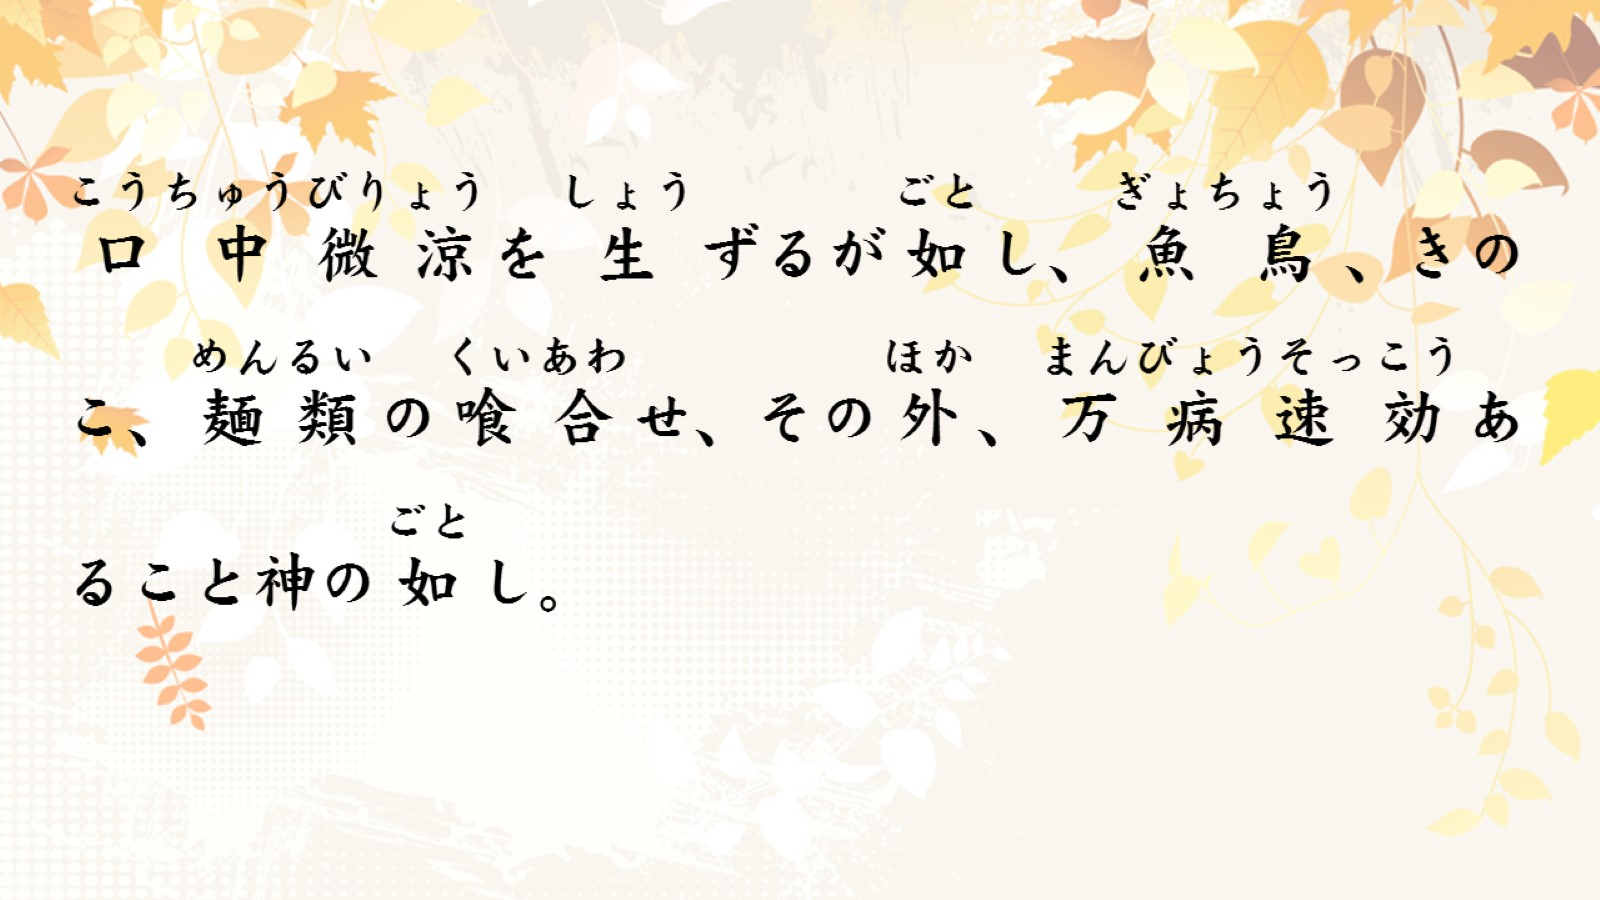 こうちゅうびりょう しょう ごと ぎょちょう
口中微涼を生ずるが如し、魚鳥、きの
めんるい くいあわ ほか まんびょうそっこう
こ、麺類の喰合せ、その外、万病速効あ
ごと
ること神の如し。